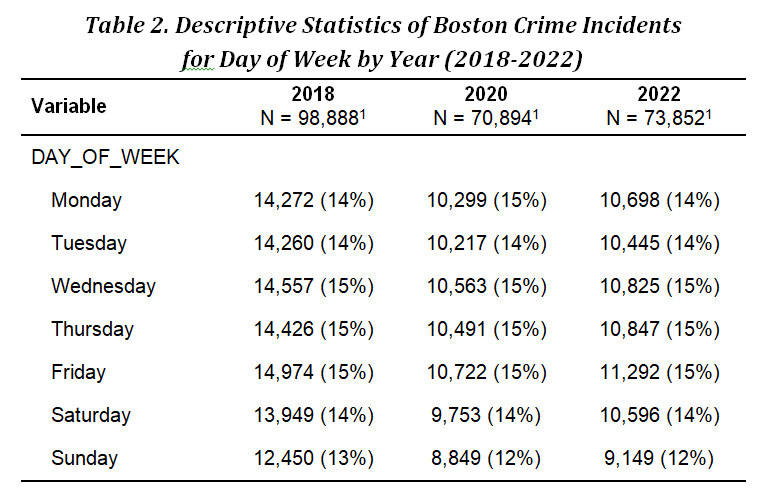 Table 2. Descriptive Statistics of Boston Crime Incidents
for Day of Week by Year (2018-2022)
Variable 2018 N = 98,888¹ 2020 N = 70,894¹ 2022 N = 73,852¹
DAY_OF_WEEK
Monday 14,272 (14%) 10,299 (15%) 10,698 (14%)
Tuesday 14,260 (14%) 10,217 (14%) 10,445 (14%)
Wednesday 14,557 (15%) 10,563 (15%) 10,825 (15%)
Thursday 14,426 (15%) 10,491 (15%) 10,847 (15%)
Friday 14,974 (15%) 10,722 (15%) 11,292 (15%)
Saturday 13,949 (14%) 9,753 (14%) 10,596 (14%)
Sunday 12,450 (13%) 8,849 (12%) 9,149 (12%)